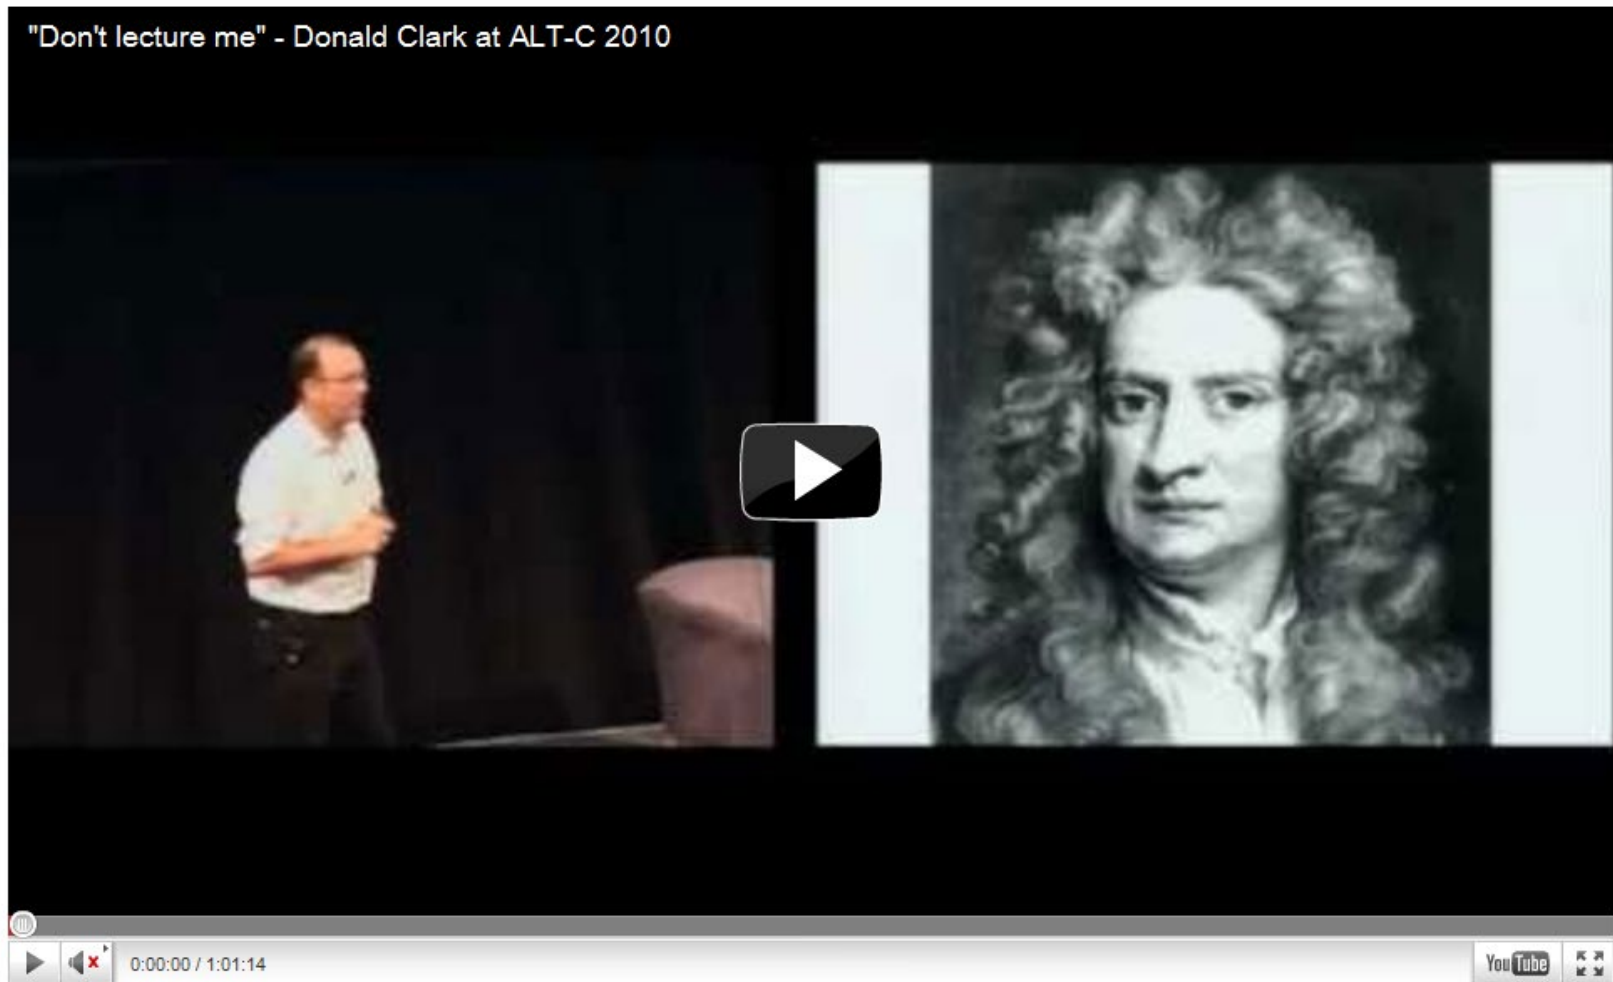 "Don't lecture me" - Donald Clark at ALT-C 2010
0:00:00 / 1:01:14
YouTube